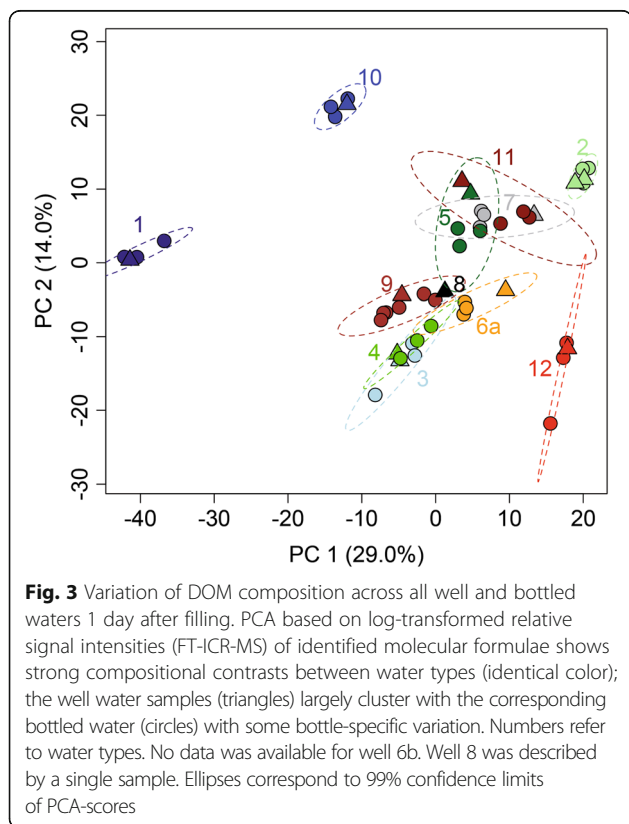 30
20
10
0
-10
-20
-30
PC 2 (14.0%)
1
10
11
2
5
7
9
8
6a
4
3
12
-40
-30
-20
-10
0
10
20
PC 1 (29.0%)
Fig. 3 Variation of DOM composition across all well and bottled
waters 1 day after filling. PCA based on log-transformed relative
signal intensities (FT-ICR-MS) of identified molecular formulae shows
strong compositional contrasts between water types (identical color);
the well water samples (triangles) largely cluster with the corresponding
bottled water (circles) with some bottle-specific variation. Numbers refer
to water types. No data was available for well 6b. Well 8 was described
by a single sample. Ellipses correspond to 99% confidence limits
of PCA-scores